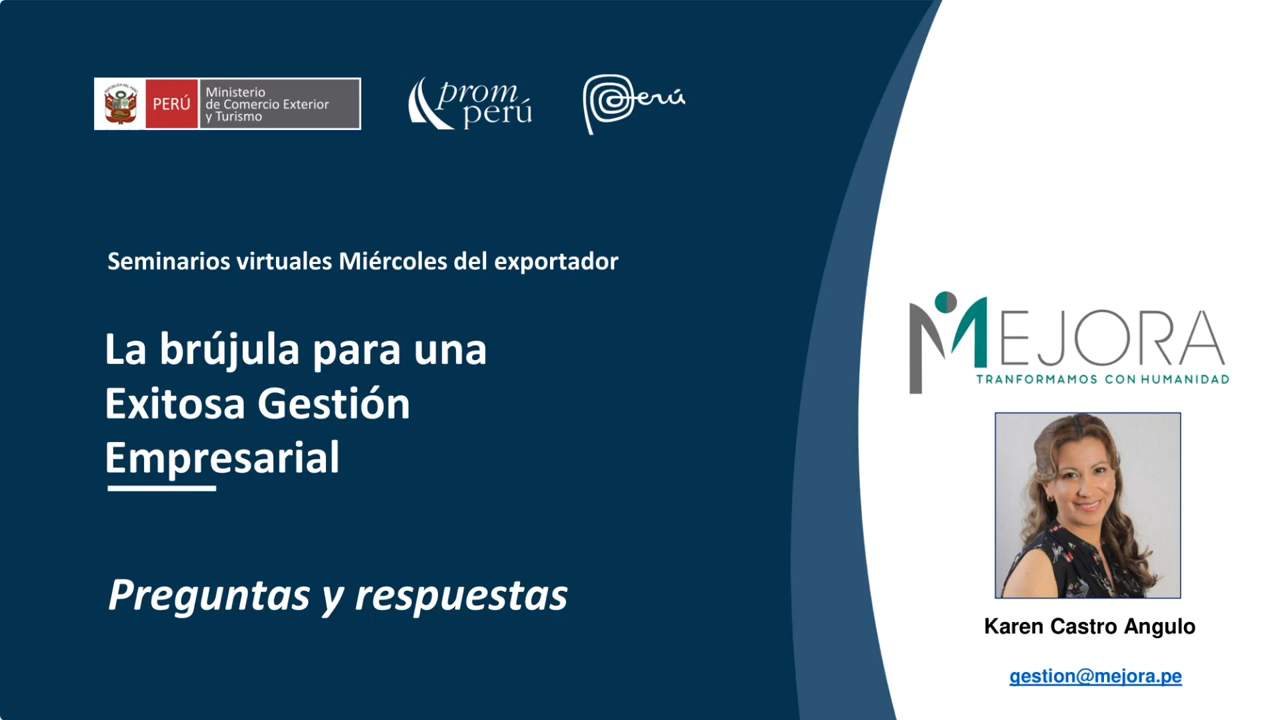 PERÚ
Ministerio
de Comercio Exterior
y Turismo
prom
perú
Perú
Seminarios virtuales Miércoles del exportador
La brújula para una
Exitosa Gestión
Empresarial
Preguntas y respuestas
MEJORA
TRANFORMAMOS CON HUMANIDAD
Karen Castro Angulo
gestion@mejora.pe